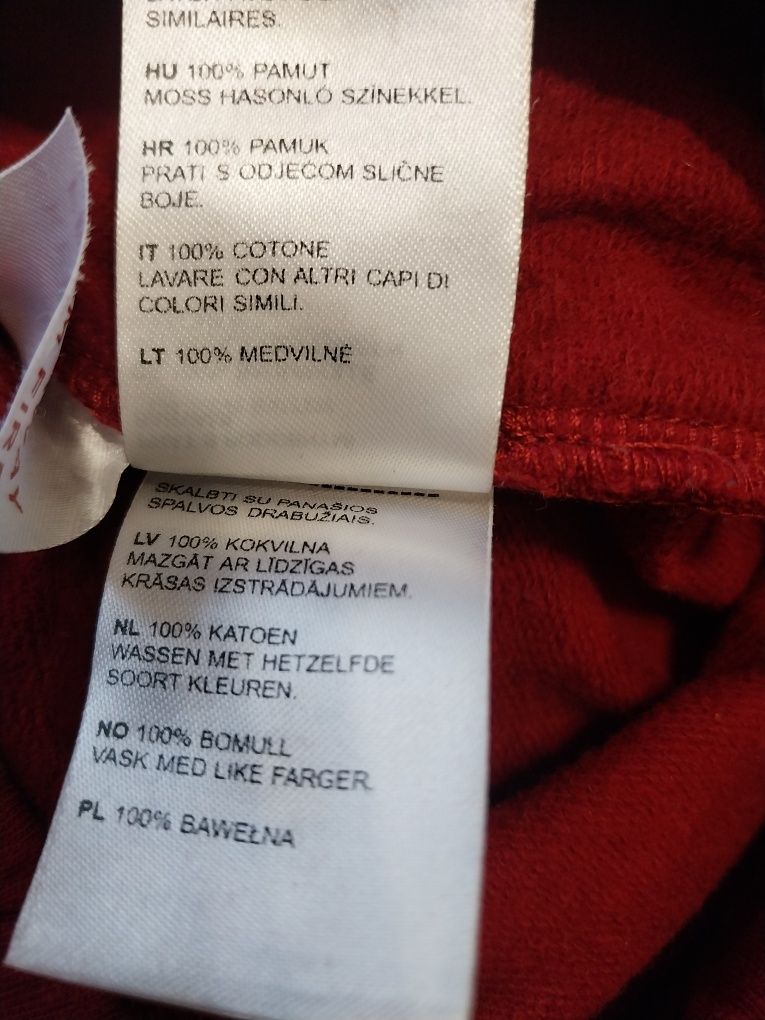 SIMILAIRES.
HU 100% PAMUT
MOSS HASONLÓ SZÍNEKKEL.
HR 100% PAMUK
PRATI S ODJEĆOM SLIČNE
BOJE.
IT 100% COTONE
LAVARE CON ALTRI CAPI DI
COLORI SIMILI.
LT 100% MEDVILNĖ
SKALBTI SU PANAŠIOS
SPALVOS DRABUŽIAIS.
LV 100% KOKVILNA
MAZGĀT AR LĪDZĪGAS
KRĀSAS IZSTRĀDĀJUMIEM.
NL 100% KATOEN
WASSEN MET HETZELFDE
SOORT KLEUREN.
NO 100% BOMULL
VASK MED LIKE FARGER
PL 100% BAWEŁNA
AWAY
FIRE